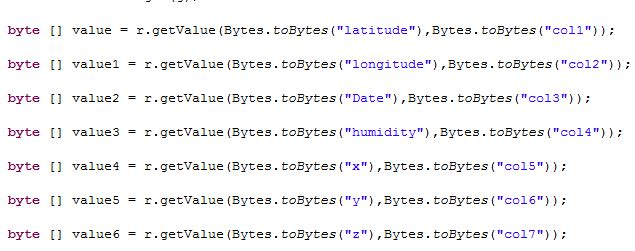 byte [] value = r.getValue(Bytes.toBytes("latitude"),Bytes.toBytes("col1"));
byte [] value1 = r.getValue(Bytes.toBytes("longitude"),Bytes.toBytes("col2"));
byte [] value2 = r.getValue(Bytes.toBytes("Date"),Bytes.toBytes("col3"));
byte [] value3 = r.getValue(Bytes.toBytes("humidity"),Bytes.toBytes("col4"));
byte [] value4 = r.getValue(Bytes.toBytes("x"),Bytes.toBytes("col5"));
byte [] value5 = r.getValue(Bytes.toBytes("y"),Bytes.toBytes("col6"));
byte [] value6 = r.getValue(Bytes.toBytes("z"),Bytes.toBytes("col7"));